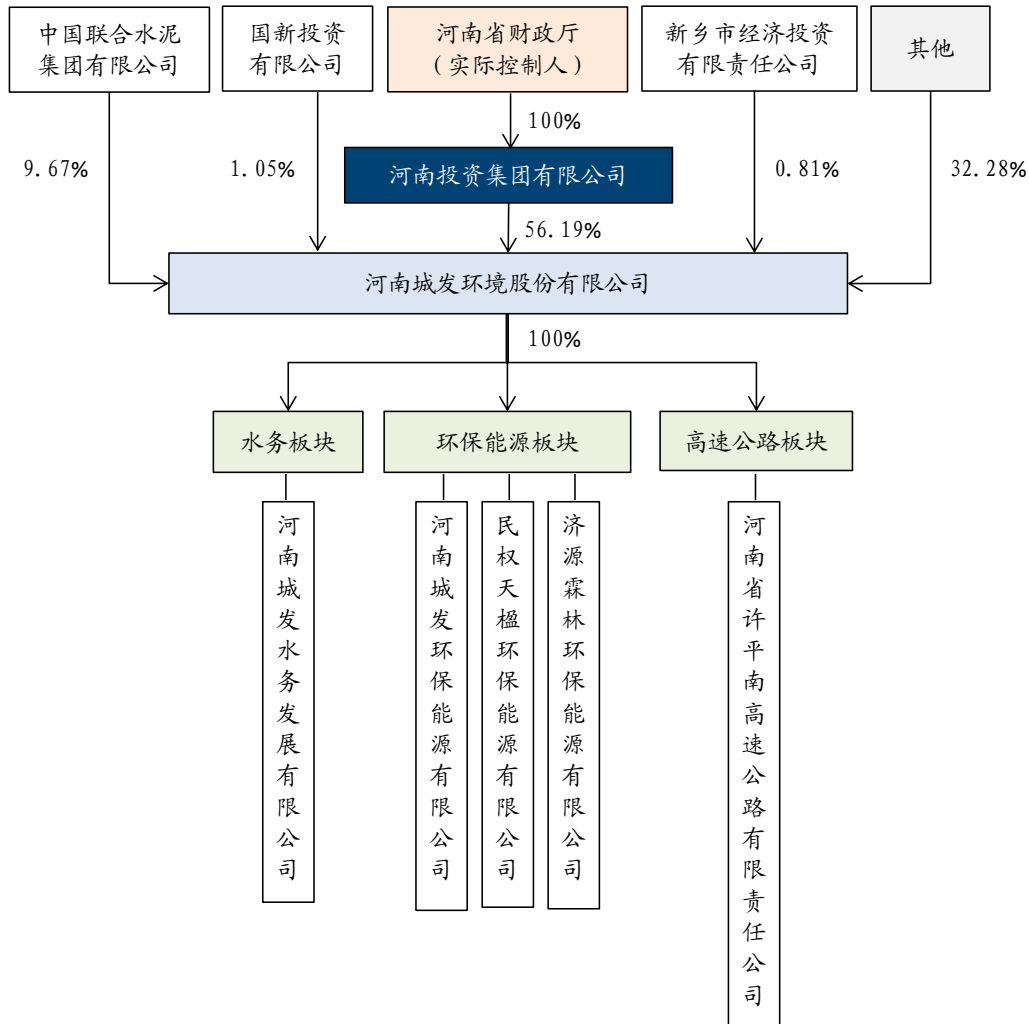 中国联合水泥
集团有限公司
国新投资
有限公司
河南省财政厅
（实际控制人）
新乡市经济投资
有限责任公司
其他
100%
9.67%
1.05%
河南投资集团有限公司
0.81%
32.28%
56.19%
河南城发环境股份有限公司
100%
水务板块
环保能源板块
高速公路板块
河南城发水务发展有限公司
河南城发环保能源有限公司
民权天楹环保能源有限公司
济源霖林环保能源有限公司
河南省许平南高速公路有限责任公司